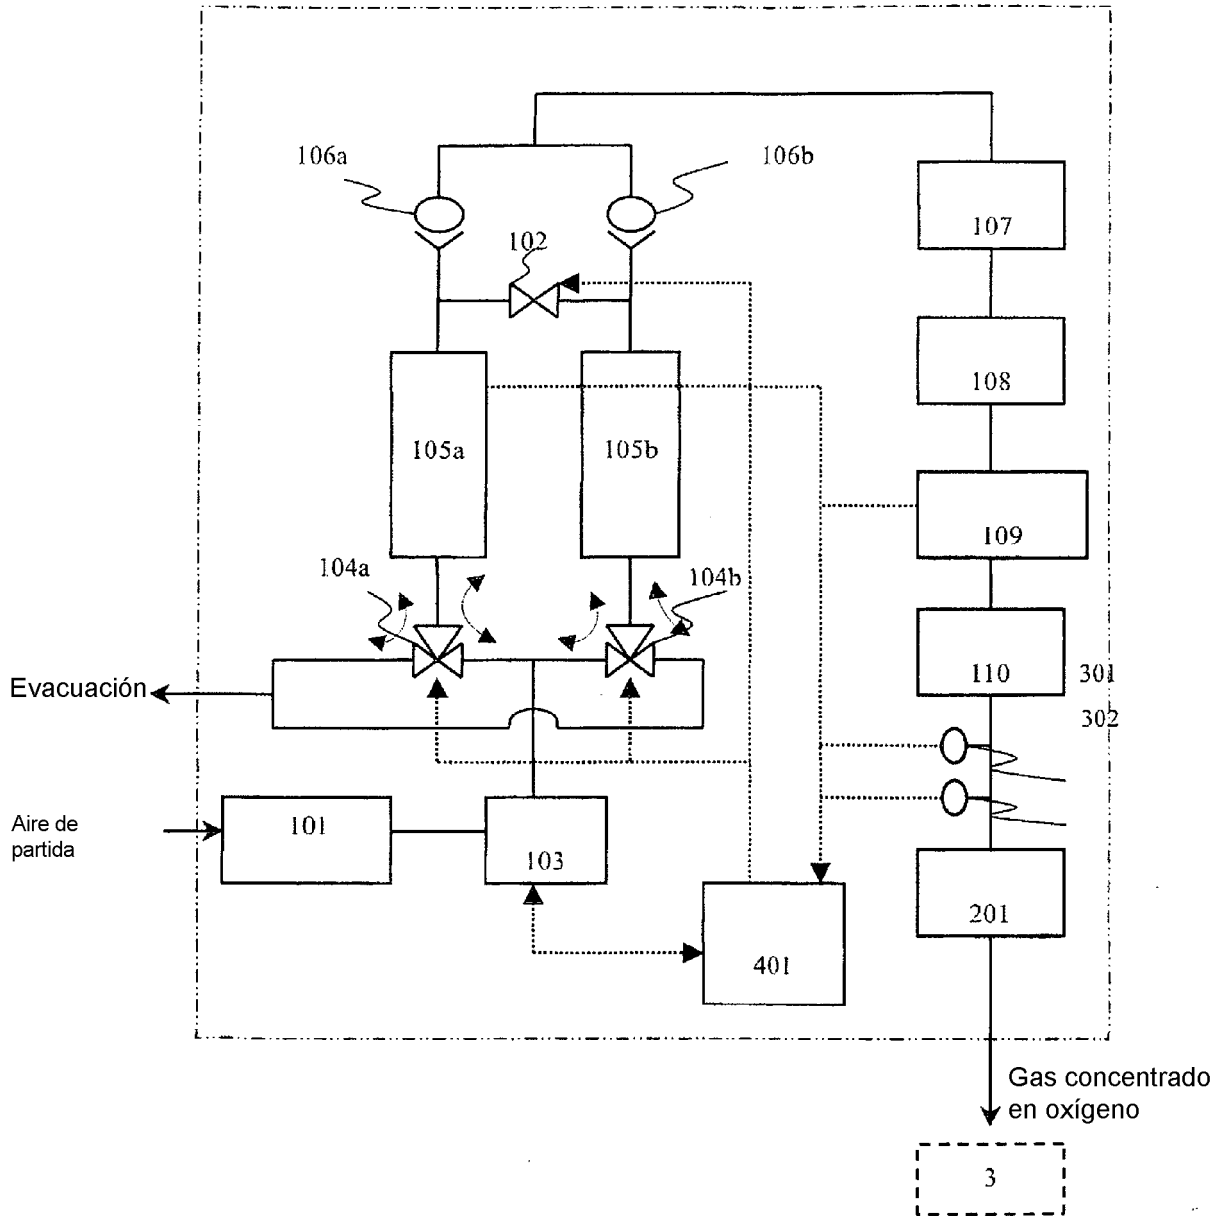 106a
106b
102
107
108
105a
105b
109
104a
104b
110
301
302
Evacuación
Aire de
partida
101
103
201
401
Gas concentrado
en oxígeno
3